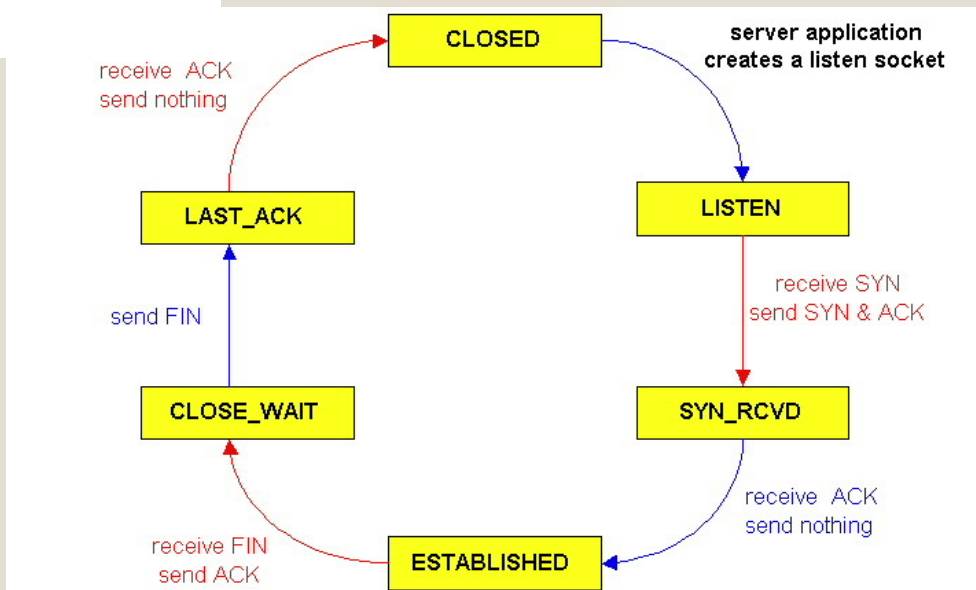 CLOSED
server application
creates a listen socket
receive ACK
send nothing
LAST_ACK
LISTEN
receive SYN
send SYN & ACK
send FIN
CLOSE_WAIT
SYN_RCVD
receive ACK
send nothing
receive FIN
send ACK
ESTABLISHED